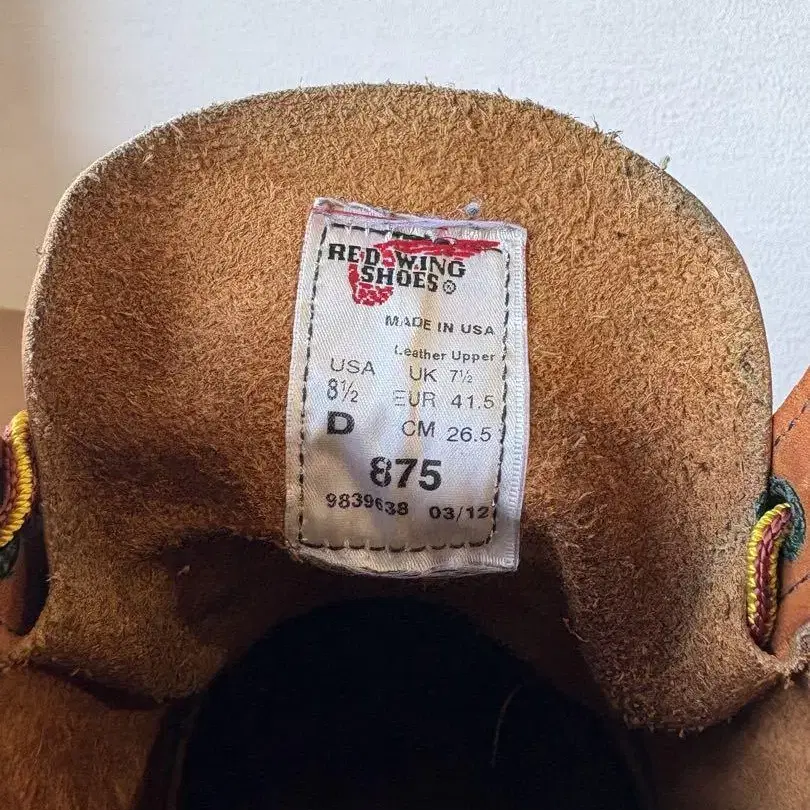 RED WING
SHOES®
MADE IN USA
Leather Upper
USA UK 7½
8½ EUR 41.5
D CM 26.5
875
9839638 03/12